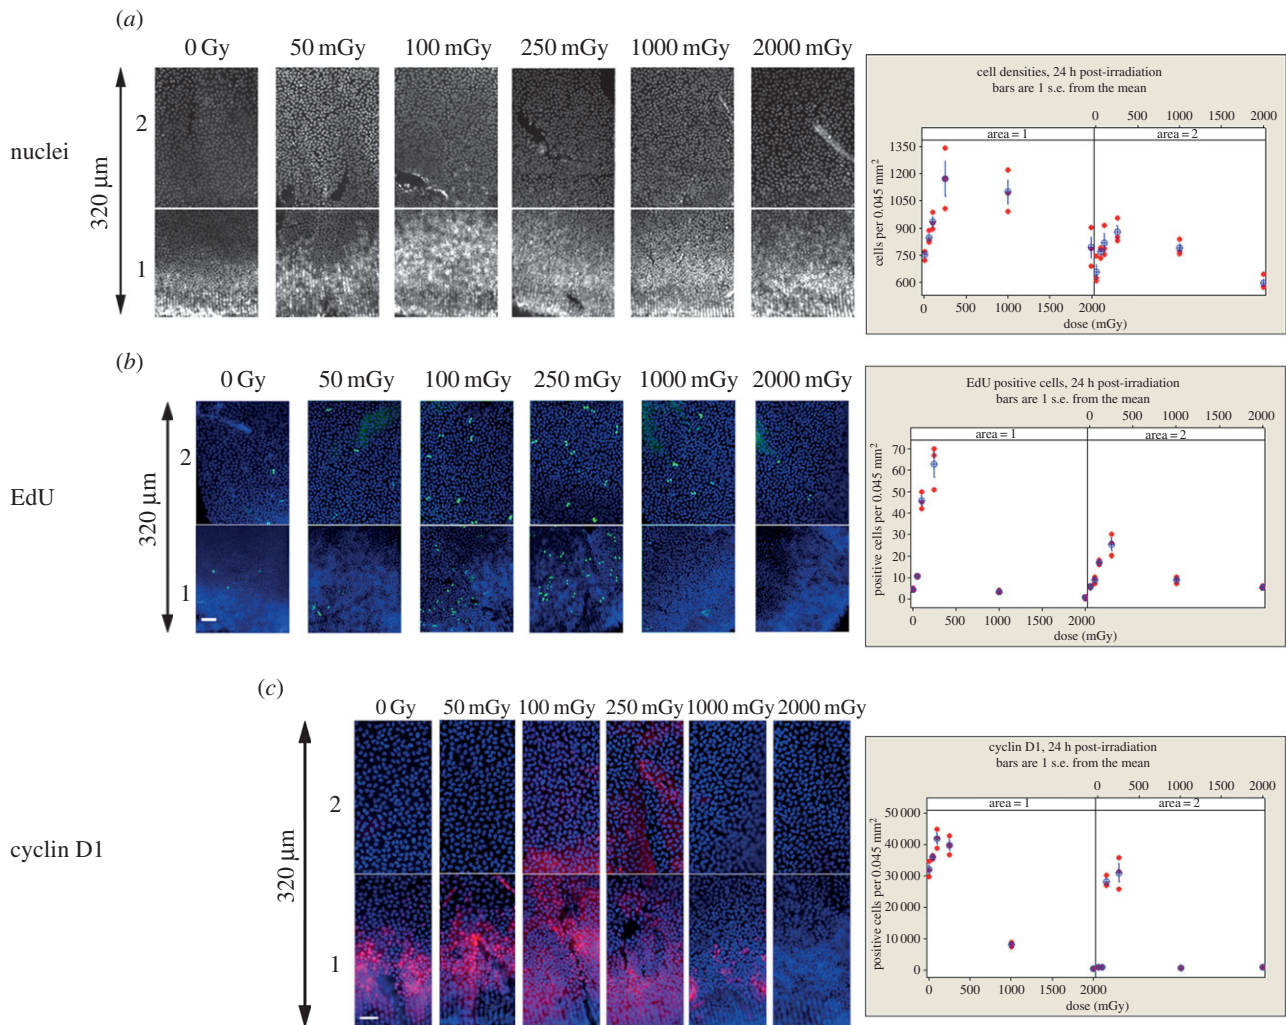 (a)
0 Gy 50 mGy 100 mGy 250 mGy 1000 mGy 2000 mGy
nuclei
320 µm
2
1
cell densities, 24 h post-irradiation
bars are 1 s.e. from the mean
0 500 1000 1500 2000
area = 1 area = 2
cells per 0.045 mm²
1350
1200
1050
900
750
600
0 500 1000 1500 2000
dose (mGy)
(b)
0 Gy 50 mGy 100 mGy 250 mGy 1000 mGy 2000 mGy
EdU
320 µm
2
1
EdU positive cells, 24 h post-irradiation
bars are 1 s.e. from the mean
0 500 1000 1500 2000
area = 1 area = 2
positive cells per 0.045 mm²
70
60
50
40
30
20
10
0
0 500 1000 1500 2000
dose (mGy)
(c)
0 Gy 50 mGy 100 mGy 250 mGy 1000 mGy 2000 mGy
cyclin D1
320 µm
2
1
cyclin D1, 24 h post-irradiation
bars are 1 s.e. from the mean
0 500 1000 1500 2000
area = 1 area = 2
positive cells per 0.045 mm²
50 000
40 000
30 000
20 000
10 000
0
0 1000 2000
dose (mGy)